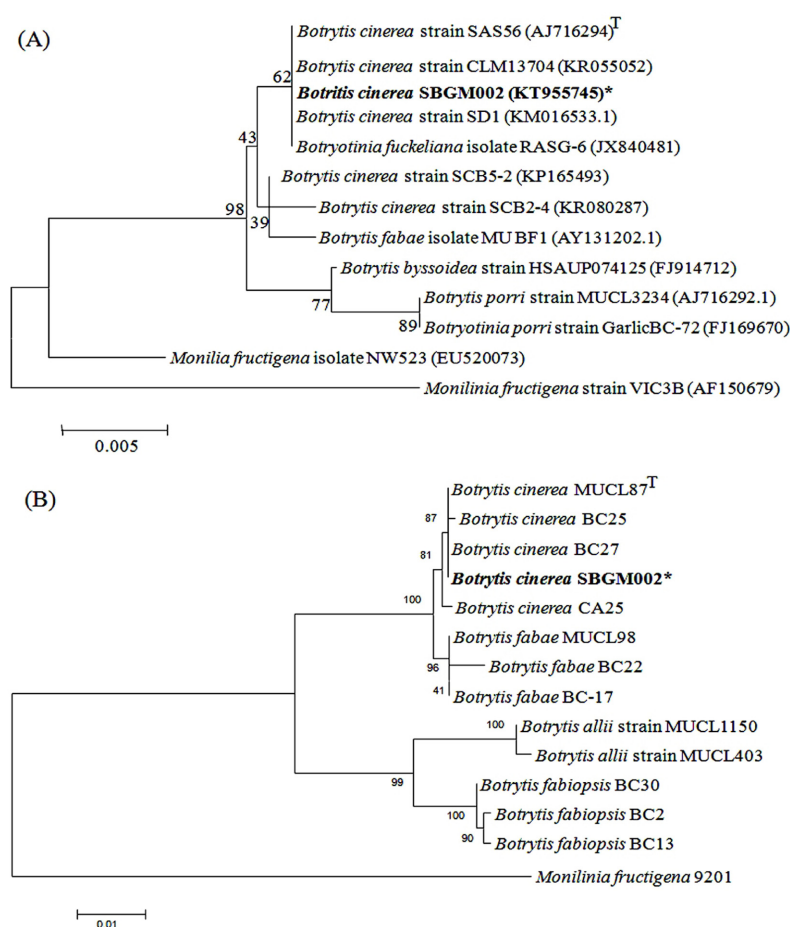 (A)
Botrytis cinerea strain SAS56 (AJ716294)T
Botrytis cinerea strain CLM13704 (KR055052)
62
Botritis cinerea SBGM002 (KT955745)*
Botrytis cinerea strain SD1 (KM016533.1)
43
Botryotinia fuckeliana isolate RASG-6 (JX840481)
Botrytis cinerea strain SCB5-2 (KP165493)
98
Botrytis cinerea strain SCB2-4 (KR080287)
39
Botrytis fabae isolate MU BF1 (AY131202.1)
Botrytis byssoidea strain HSAUP074125 (FJ914712)
77
Botrytis porri strain MUCL3234 (AJ716292.1)
89
Botryotinia porri strain GarlicBC-72 (FJ169670)
Monilia fructigena isolate NW523 (EU520073)
Monilinia fructigena strain VIC3B (AF150679)
0.005
(B)
Botrytis cinerea MUCL87T
87
Botrytis cinerea BC25
81
Botrytis cinerea BC27
Botrytis cinerea SBGM002*
100
Botrytis cinerea CA25
Botrytis fabae MUCL98
96
Botrytis fabae BC22
41
Botrytis fabae BC-17
100
Botrytis allii strain MUCL1150
Botrytis allii strain MUCL403
99
Botrytis fabiopsis BC30
100
Botrytis fabiopsis BC2
90
Botrytis fabiopsis BC13
Monilinia fructigena 9201
0.01